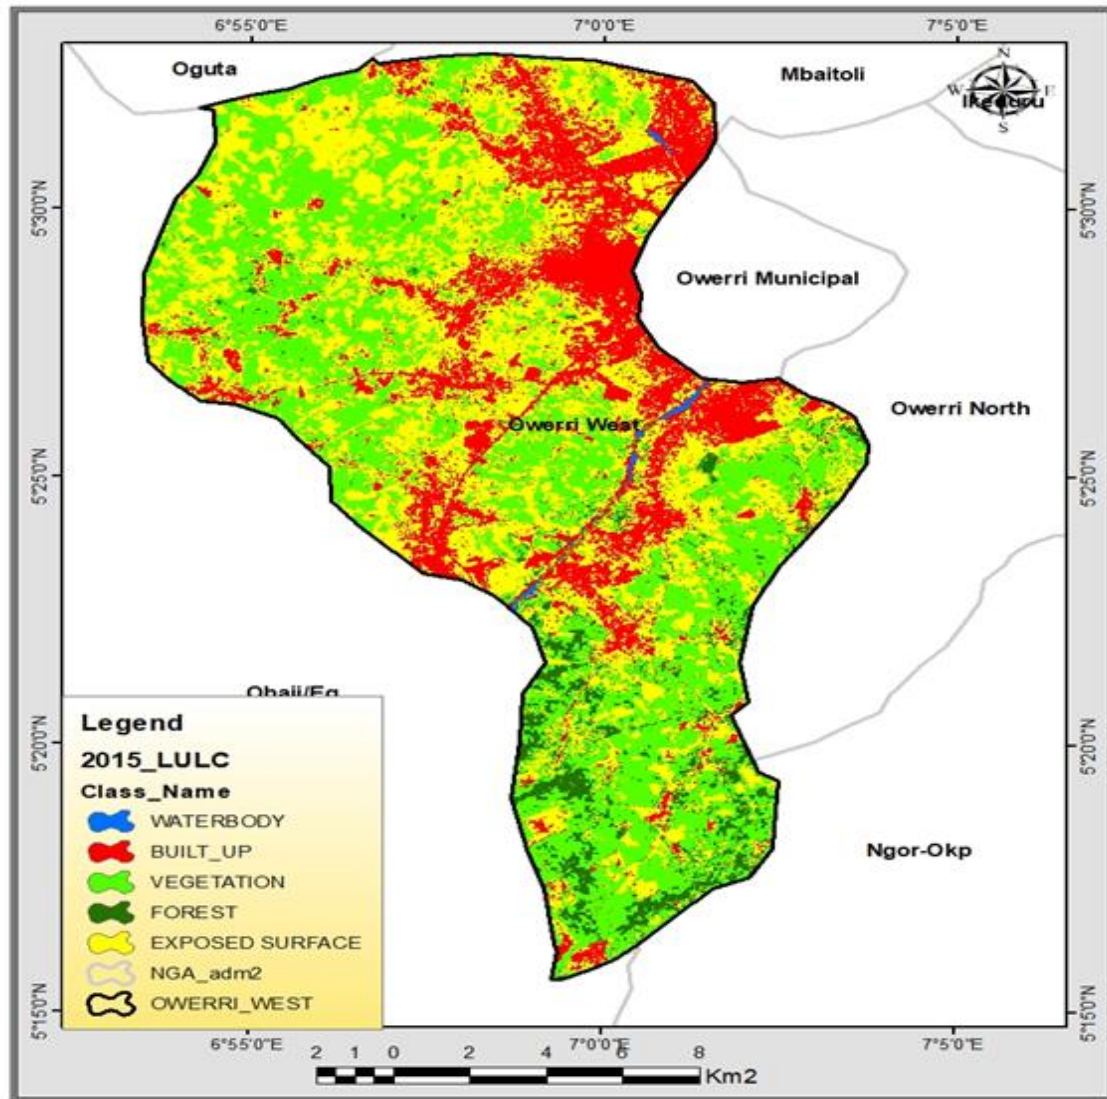 6°55'0"E 7°0'0"E 7°5'0"E
Oguta
Mbaitoli
N
W E
S
Ikeduru
5°30'0"N 5°30'0"N
Owerri Municipal
Owerri North
Owerri West
5°25'0"N 5°25'0"N
Ohaji/Eg
5°20'0"N 5°20'0"N
Legend
2015_LULC
Class_Name
WATERBODY
BUILT_UP
VEGETATION
FOREST
EXPOSED SURFACE
NGA_adm2
OWERRI_WEST
Ngor-Okp
5°15'0"N 5°15'0"N
6°55'0"E 7°0'0"E 7°5'0"E
2 1 0 2 4 6 8
Km2